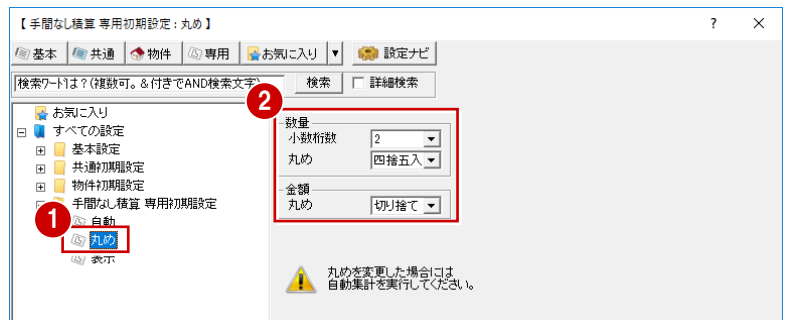 【 手間なし積算 専用初期設定 : 丸め 】 ? ×
基本 共通 物件 専用 お気に入り ▼ 設定ナビ
検索ワードは？(複数可。&付きでAND検索文字) 検索 詳細検索
お気に入り
すべての設定
基本設定
共通初期設定
物件初期設定
手間なし積算 専用初期設定
自動
1
丸め
表示
2
数量
小数桁数 2
丸め 四捨五入
金額
丸め 切り捨て
丸めを変更した場合には
自動集計を実行してください。